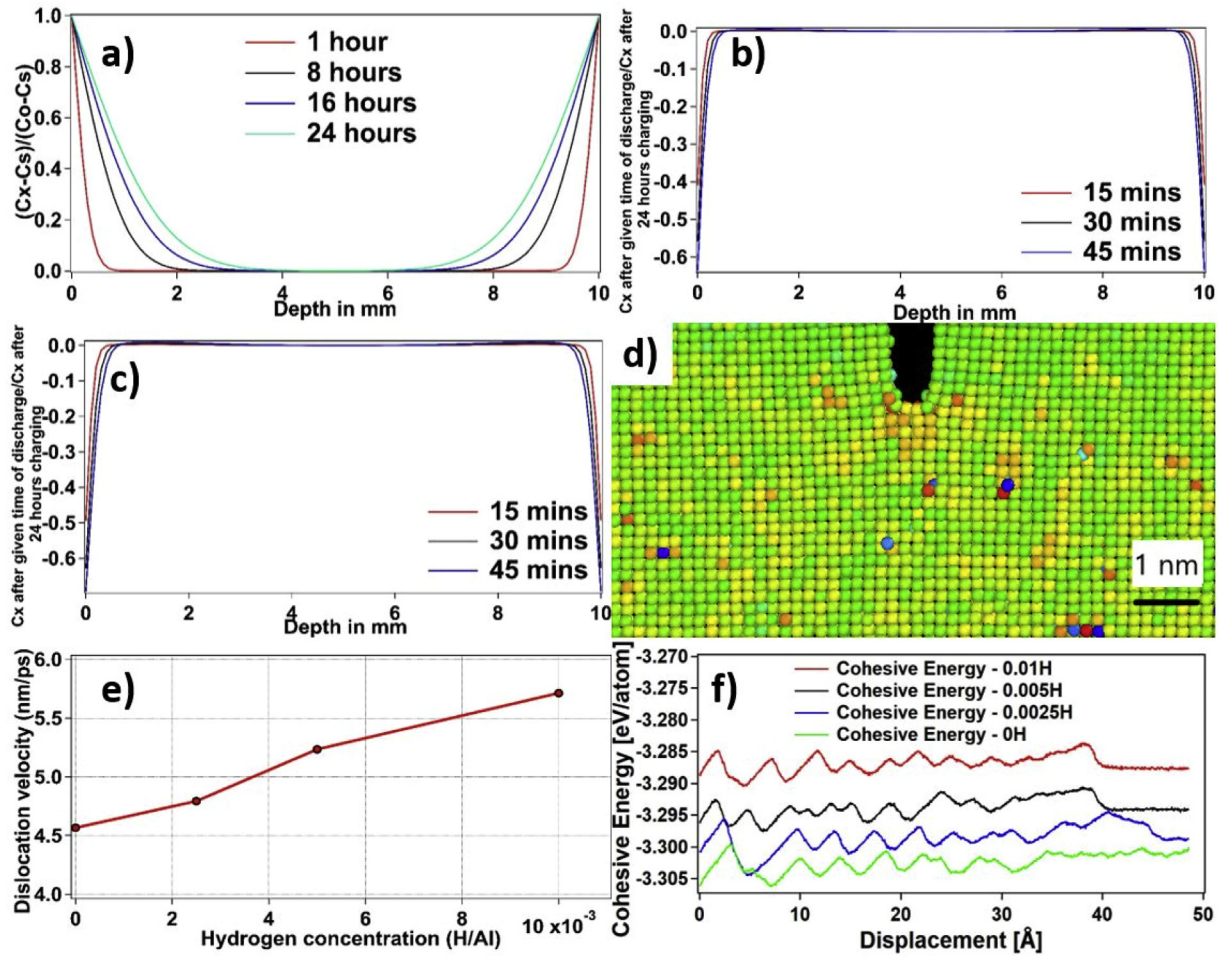 a)
1 hour
8 hours
16 hours
24 hours
(Cx-Cs)/(Co-Cs)
1.0
0.8
0.6
0.4
0.2
0.0
0 2 4 6 8 10
Depth in mm
b)
Cx after given time of discharge/Cx after
24 hours charging
0.0
-0.1
-0.2
-0.3
-0.4
-0.5
-0.6
15 mins
30 mins
45 mins
0 2 4 6 8 10
Depth in mm
c)
Cx after given time of discharge/Cx after
24 hours charging
0.0
-0.1
-0.2
-0.3
-0.4
-0.5
-0.6
15 mins
30 mins
45 mins
0 2 4 6 8 10
Depth in mm
d)
1 nm
e)
Dislocation velocity (nm/ps)
6.0
5.5
5.0
4.5
4.0
0 2 4 6 8 10 x10⁻³
Hydrogen concentration (H/Al)
f)
Cohesive Energy [eV/atom]
-3.270
-3.275
-3.280
-3.285
-3.290
-3.295
-3.300
-3.305
Cohesive Energy - 0.01H
Cohesive Energy - 0.005H
Cohesive Energy - 0.0025H
Cohesive Energy - 0H
0 10 20 30 40 50
Displacement [Å]